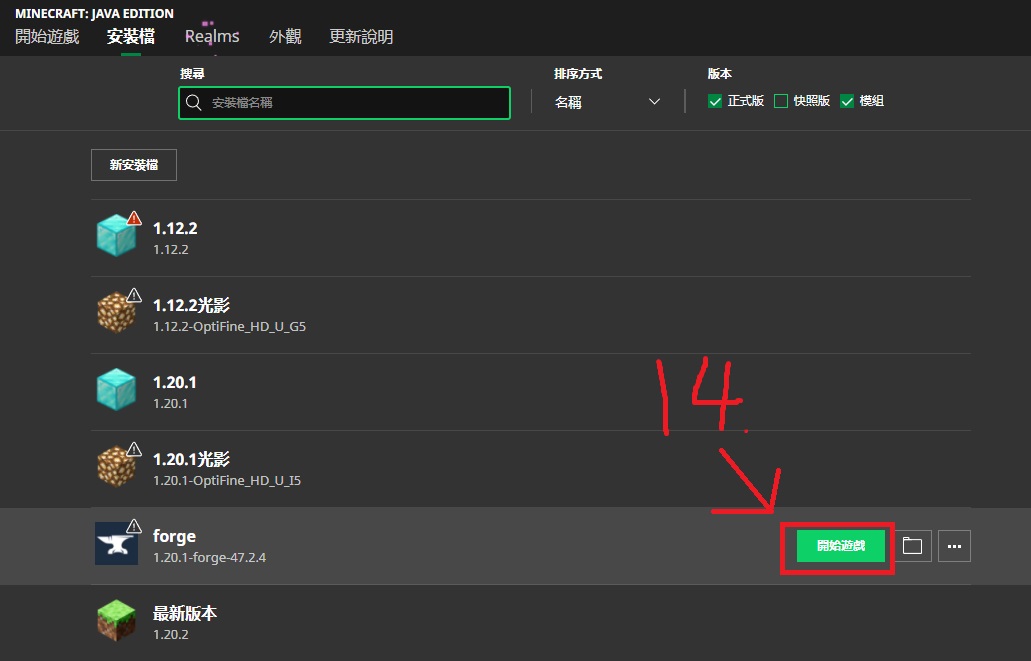 MINECRAFT: JAVA EDITION
開始遊戲 安裝檔 Realms 外觀 更新說明
搜尋 排序方式 版本
安裝檔名稱 名稱 正式版 快照版 模組
新安裝檔
1.12.2
1.12.2
1.12.2光影
1.12.2-OptiFine_HD_U_G5
1.20.1
1.20.1
14.
1.20.1光影
1.20.1-OptiFine_HD_U_I5
forge
1.20.1-forge-47.2.4
開始遊戲
最新版本
1.20.2